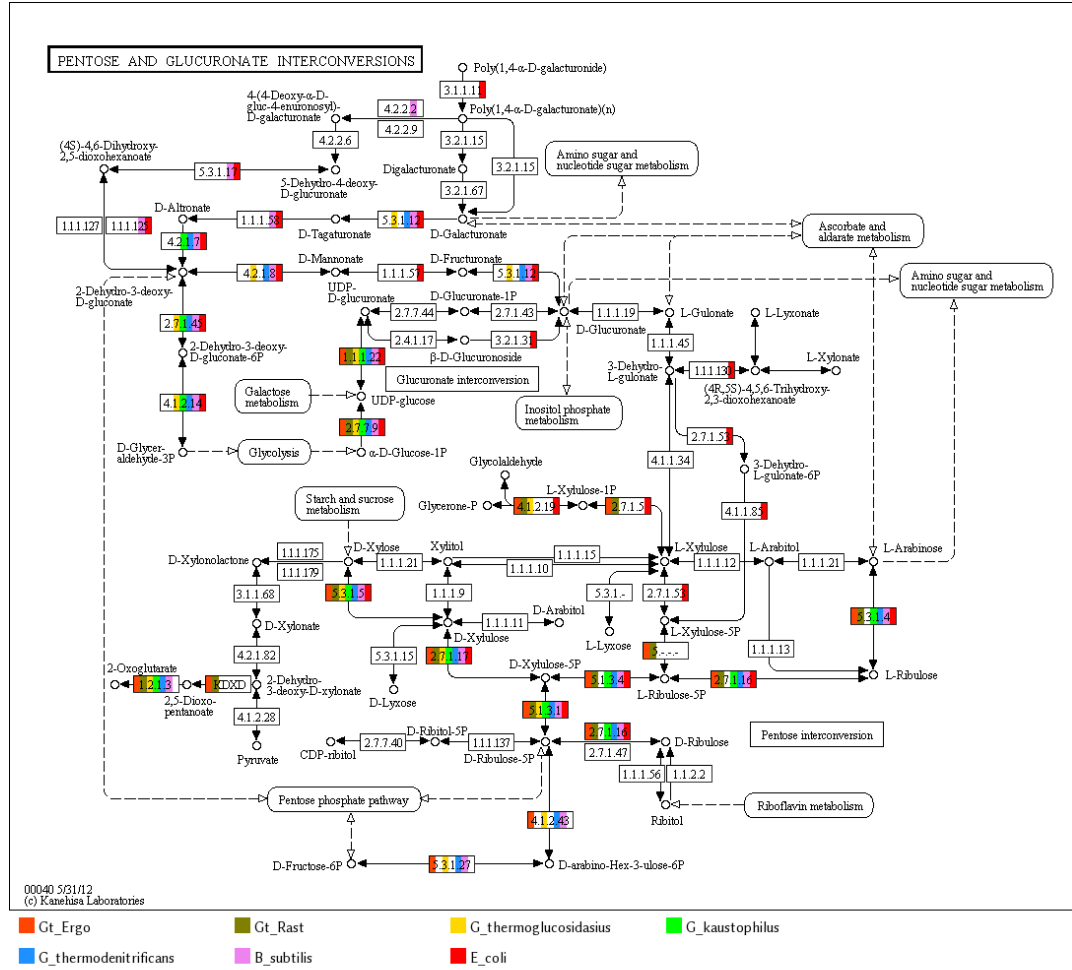 PENTOSE AND GLUCURONATE INTERCONVERSIONS
Poly(1,4-α-D-galacturonide)
3.1.1.11
4-(4-Deoxy-α-D-
gluc-4-enuronosyl)-
D-galacturonate
4.2.2.2
4.2.2.9
Poly(1,4-α-D-galacturonate)(n)
4.2.2.6
3.2.1.15
3.2.1.15
(4S)-4,6-Dihydroxy-
2,5-dioxohexanoate
5.3.1.17
5-Dehydro-4-deoxy-
D-glucuronate
Digalacturonate
3.2.1.67
Amino sugar and
nucleotide sugar metabolism
1.1.1.127
1.1.1.125
D-Altronate
1.1.1.58
D-Tagaturonate
5.3.1.12
D-Galacturonate
Ascorbate and
aldarate metabolism
4.2.1.7
4.2.1.8
D-Mannonate
1.1.1.57
D-Fructuronate
5.3.1.12
Amino sugar and
nucleotide sugar metabolism
2-Dehydro-3-deoxy-
D-gluconate
UDP-
D-glucuronate
2.7.7.44
D-Glucuronate-1P
2.7.1.43
D-Glucuronate
1.1.1.19
L-Gulonate
L-Lyxonate
2.7.1.45
2.4.1.17
β-D-Glucuronoside
3.2.1.31
1.1.1.45
2-Dehydro-3-deoxy-
D-gluconate-6P
1.1.1.22
Glucuronate interconversion
3-Dehydro-
L-gulonate
1.1.1.130
L-Xylonate
(4R,5S)-4,5,6-Trihydroxy-
2,3-dioxohexanoate
4.1.2.14
Galactose
metabolism
UDP-glucose
Inositol phosphate
metabolism
2.7.7.9
2.7.1.53
D-Glycer-
aldehyde-3P
Glycolysis
α-D-Glucose-1P
4.1.1.34
3-Dehydro-
L-gulonate-6P
Glycolaldehyde
Glycerone-P
4.1.2.19
L-Xylulose-1P
2.7.1.5
4.1.1.85
Starch and sucrose
metabolism
D-Xylonolactone
1.1.1.175
1.1.1.179
D-Xylose
1.1.1.21
Xylitol
1.1.1.15
1.1.1.10
L-Xylulose
1.1.1.12
L-Arabitol
1.1.1.21
L-Arabinose
3.1.1.68
5.3.1.5
1.1.1.9
5.3.1.-
2.7.1.53
D-Xylonate
1.1.1.11
D-Arabitol
5.3.1.4
D-Xylulose
L-Lyxose
L-Xylulose-5P
4.2.1.82
5.3.1.15
2.7.1.17
5.-.-.-
1.1.1.13
2-Oxoglutarate
1.2.1.3
2,5-Dioxo-
pentanoate
KDXD
2-Dehydro-
3-deoxy-D-xylonate
D-Lyxose
D-Xylulose-5P
5.1.3.4
L-Ribulose-5P
2.7.1.16
L-Ribulose
4.1.2.28
5.1.3.1
Pyruvate
CDP-ribitol
2.7.7.40
D-Ribitol-5P
1.1.1.137
D-Ribulose-5P
2.7.1.16
2.7.1.47
D-Ribulose
Pentose interconversion
1.1.1.56
1.1.2.2
Pentose phosphate pathway
Ribitol
Riboflavin metabolism
4.1.2.43
D-Fructose-6P
5.3.1.27
D-arabino-Hex-3-ulose-6P
00040 5/31/12
(c) Kanehisa Laboratories
Gt_Ergo
Gt_Rast
G_thermoglucosidasius
G_kaustophilus
G_thermodenitrificans
B_subtilis
E_coli